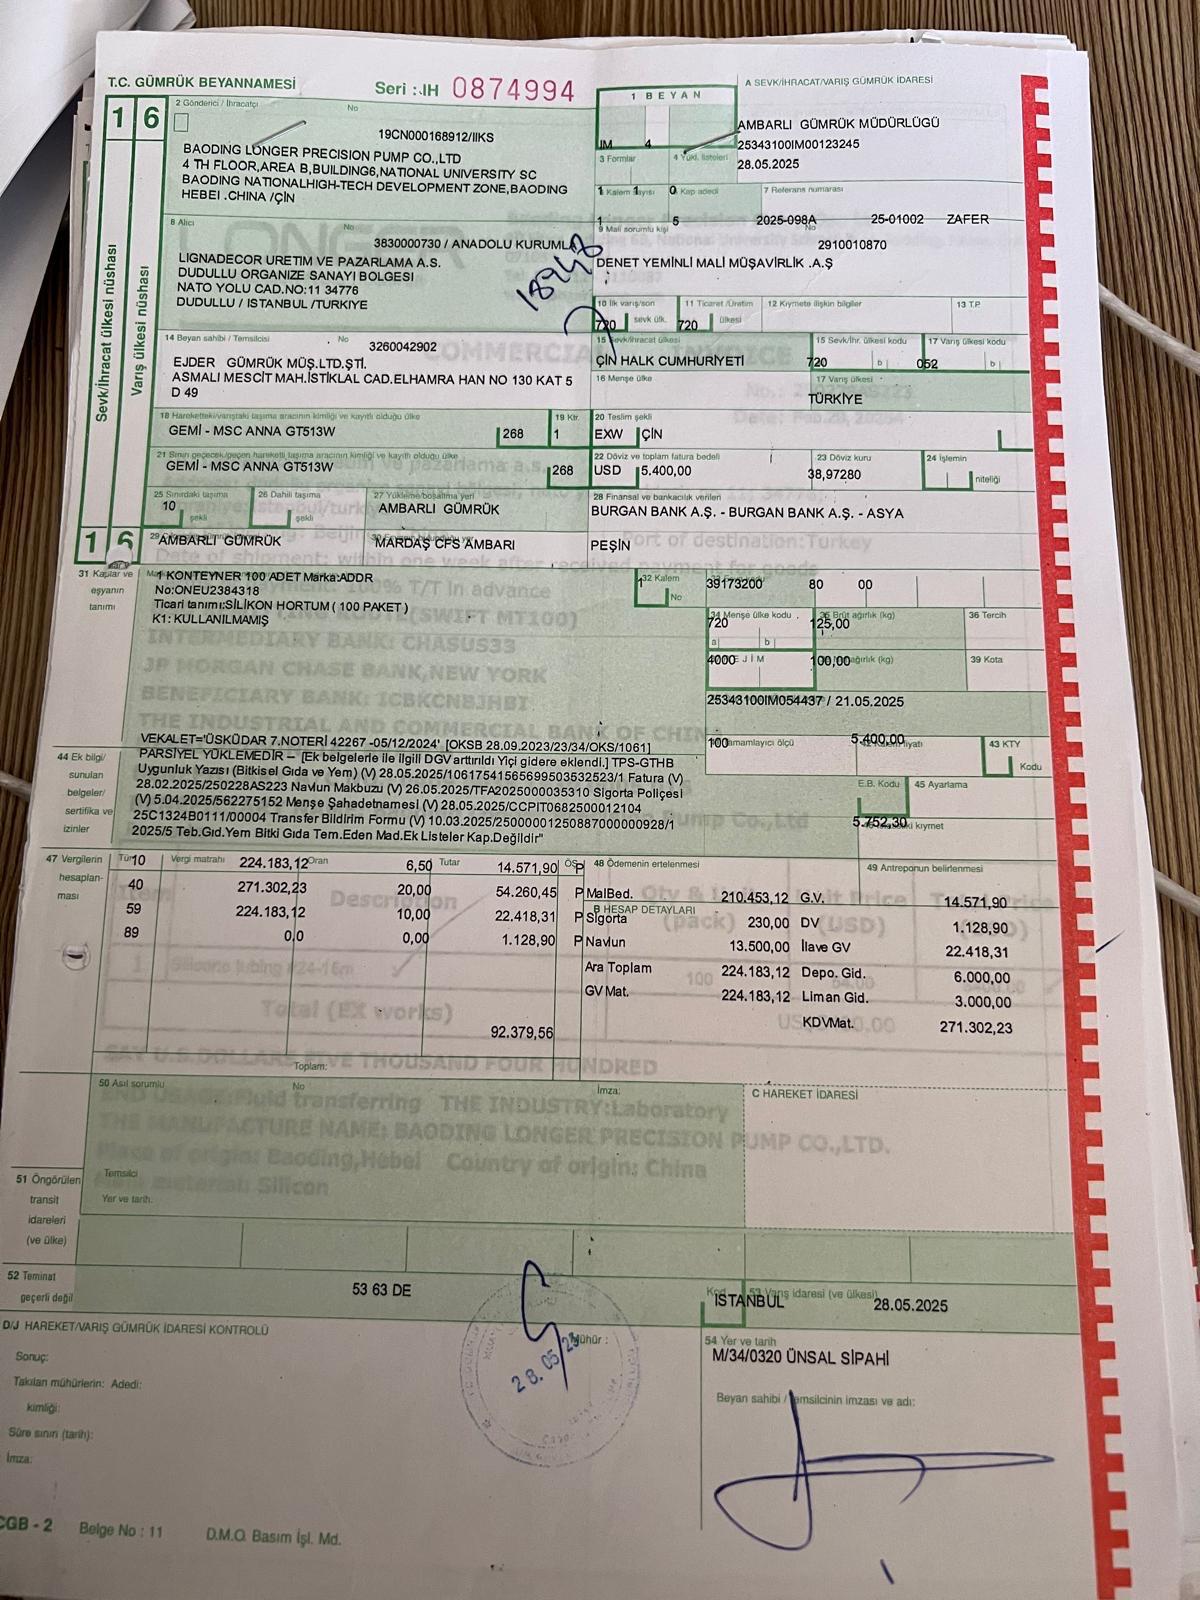 T.C. GÜMRÜK BEYANNAMESI
Seri : IH 0874994
1 BEYAN
A SEVK/İHRACAT/VARIŞ GÜMRÜK İDARESİ
1 6
2 Gönderici / İhracatçı No
19CN000168912/IIKS
BAODING LONGER PRECISION PUMP CO.,LTD
4 TH FLOOR,AREA B,BUILDING6,NATIONAL UNIVERSITY SC
BAODING NATIONALHIGH-TECH DEVELOPMENT ZONE,BAODING
HEBEI .CHINA /ÇİN
IM 4
AMBARLI GÜMRÜK MÜDÜRLÜGÜ
25343100IM00123245
28.05.2025
3 Formlar
4 Yükl. listeleri
1 1 0
Kalem sayısı
Kap adedi
7 Referans numarası
1 5 2025-098A 25-01002 ZAFER
8 Alıcı No
3830000730 / ANADOLU KURUMLA
LIGNADECOR URETIM VE PAZARLAMA A.S.
DUDULLU ORGANIZE SANAYI BOLGESI
NATO YOLU CAD.NO:11 34776
DUDULLU / ISTANBUL /TURKIYE
18948
9 Mali sorumlu kişi No
2910010870
DENET YEMINLI MALI MÜŞAVIRLIK .A.Ş
10 İlk varış/son
sevk ülk.
720
11 Ticaret /Üretim
ülkesi
720
12 Kıymete ilişkin bilgiler
13 T.P.
Sevk/İhracat ülkesi nüshası
Varış ülkesi nüshası
14 Beyan sahibi / Temsilcisi No
3260042902
EJDER GÜMRÜK MÜŞ.LTD.ŞTİ.
ASMALI MESCİT MAH.İSTİKLAL CAD.ELHAMRA HAN NO 130 KAT 5
D 49
15 Sevk/ihracat ülkesi
ÇİN HALK CUMHURİYETİ
15 Sevk/İhr. ülkesi kodu
720 b
17 Varış ülkesi kodu
052 b
16 Menşe ülke
17 Varış ülkesi
TÜRKİYE
18 Hareketteki/varıştaki taşıma aracının kimliği ve kayıtlı olduğu ülke
GEMİ - MSC ANNA GT513W 268
19 Ktr.
1
20 Teslim şekli
EXW ÇİN
21 Sınırı geçecek/geçen hareketli taşıma aracının kimliği ve kayıtlı olduğu ülke
GEMİ - MSC ANNA GT513W 268
22 Döviz ve toplam fatura bedeli
USD 5.400,00
23 Döviz kuru
38,97280
24 İşlemin
niteliği
25 Sınırdaki taşıma
10 şekli
26 Dahili taşıma
şekli
27 Yükleme/boşaltma yeri
AMBARLI GÜMRÜK
28 Finansal ve bankacılık verileri
BURGAN BANK A.Ş. - BURGAN BANK A.Ş. - ASYA
1 6
29 AMBARLI GÜMRÜK
MARDAŞ CFS AMBARI
PEŞİN
31 Kaplar ve
eşyanın
tanımı
1 KONTEYNER 100 ADET Marka:ADDR
No:ONEU2384318
Ticari tanımı:SİLİKON HORTUM ( 100 PAKET )
K1: KULLANILMAMIŞ
32 Kalem
1 No
39173200 80 00
34 Menşe ülke kodu
720
a b
35 Brüt ağırlık (kg)
125,00
36 Tercih
4000
REJİM
100,00
39 Kota
25343100IM054437 / 21.05.2025
100
Tamamlayıcı ölçü
5.400,00
43 KTY
Kodu
44 Ek bilgi/
sunulan
belgeler/
sertifika ve
izinler
VEKALET='ÜSKÜDAR 7.NOTERİ 42267 -05/12/2024' [OKSB 28.09.2023/23/34/OKS/1061]
PARSİYEL YÜKLEMEDİR – [Ek belgelerle ile ilgili DGV arttırıldı Yiçi gidere eklendi.] TPS-GTHB
Uygunluk Yazısı (Bitkisel Gıda ve Yem) (V) 28.05.2025/10617541565699503532523/1 Fatura (V)
28.02.2025/250228AS223 Navlun Makbuzu (V) 26.05.2025/TFA2025000035310 Sigorta Poliçesi
(V) 5.04.2025/562275152 Menşe Şahadetnamesi (V) 28.05.2025/CCPIT0682500012104
25C1324B0111/00004 Transfer Bildirim Formu (V) 10.03.2025/25000001250887000000928/1
2025/5 Teb.Gıd.Yem Bitki Gıda Tem.Eden Mad.Ek Listeler Kap.Değildir"
E.B. Kodu
45 Ayarlama
5.752,30
kıymet
47 Vergilerin
hesaplan-
ması
Tür Vergi matrahı Oran Tutar ÖŞ
10 224.183,12 6,50 14.571,90 P
40 271.302,23 20,00 54.260,45 P
59 224.183,12 10,00 22.418,31 P
89 0,0 0,00 1.128,90 P
92.379,56
Toplam:
48 Ödemenin ertelenmesi
49 Antreponun belirlenmesi
B HESAP DETAYLARI
MalBed. 210.453,12 G.V. 14.571,90
Sigorta 230,00 DV 1.128,90
Navlun 13.500,00 İlave GV 22.418,31
Ara Toplam 224.183,12 Depo. Gid. 6.000,00
GV Mat. 224.183,12 Liman Gid. 3.000,00
KDVMat. 271.302,23
50 Asıl sorumlu No İmza:
C HAREKET İDARESİ
Temsilci
Yer ve tarih:
51 Öngörülen
transit
idareleri
(ve ülke)
52 Teminat
geçerli değil
53 63 DE
Kod
53 Varış idaresi (ve ülkesi)
İSTANBUL 28.05.2025
D/J HAREKET/VARIŞ GÜMRÜK İDARESİ KONTROLÜ
Sonuç:
Takılan mühürlerin: Adedi:
kimliği:
Süre sınırı (tarih):
İmza:
Mühür :
28.05
54 Yer ve tarih
M/34/0320 ÜNSAL SİPAHİ
Beyan sahibi / temsilcinin imzası ve adı:
CGB - 2 Belge No : 11 D.M.O. Basım İşl. Md.